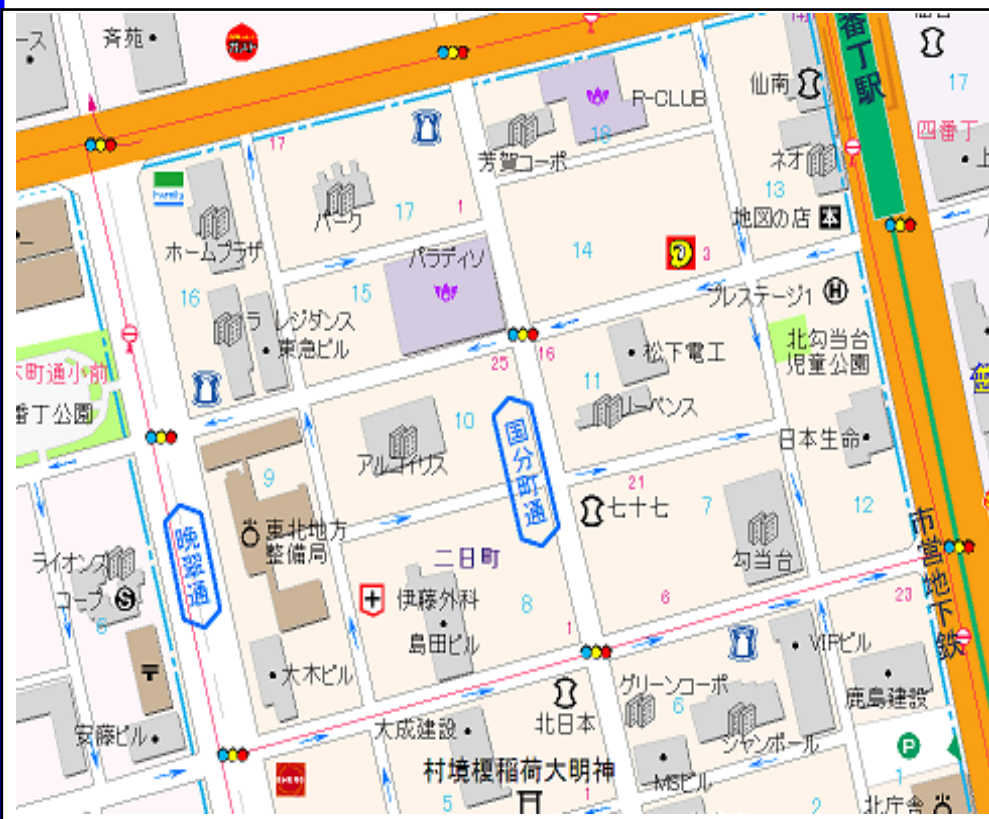 ース
斉苑
ガスト
番丁駅
仙南
17
四番丁
上
R-CLUB
18
芳賀コーポ
ネオ
13
地図の店
本
17
パーク
17
1
ホームプラザ
16
パラディソ
15
14
3
プレステージ1
H
ラ レジダンス
東急ビル
25
16
松下電工
北勾当台
児童公園
木町通小前
番丁公園
11
リーベンス
10
アルコイリス
国分町通
日本生命
9
東北地方
整備局
21
七十七
7
12
勾当台
市営地下鉄
晩翠通
二日町
ライオンズ
コープ
S
8
伊藤外科
島田ビル
8
6
23
1
VIPビル
大木ビル
グリーンコーポ
鹿島建設
安藤ビル
大成建設
北日本
6
シャンボール
村境榎稲荷大明神
MSビル
P
1
5
1
2
北庁舎